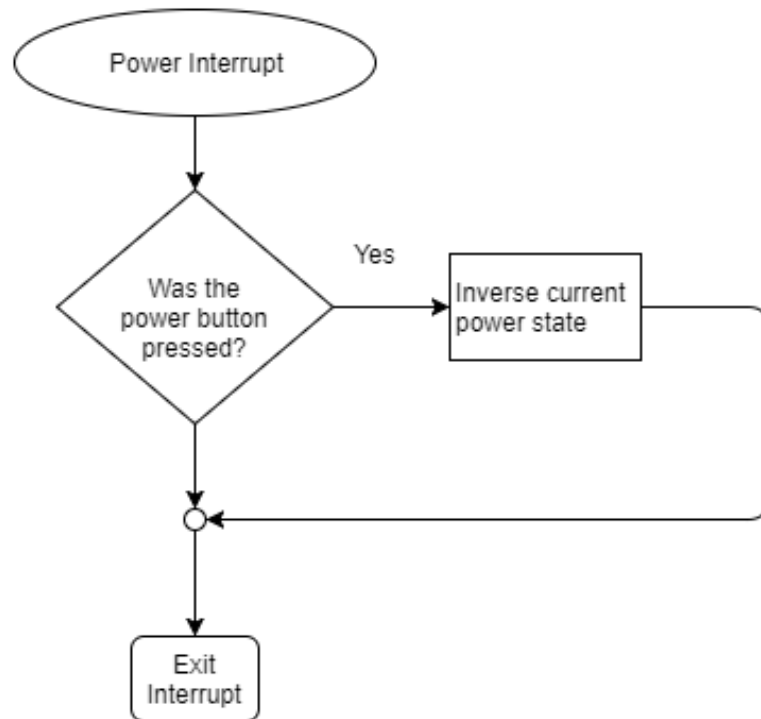 Power Interrupt
Yes
Was the
power button
pressed?
Inverse current
power state
Exit
Interrupt